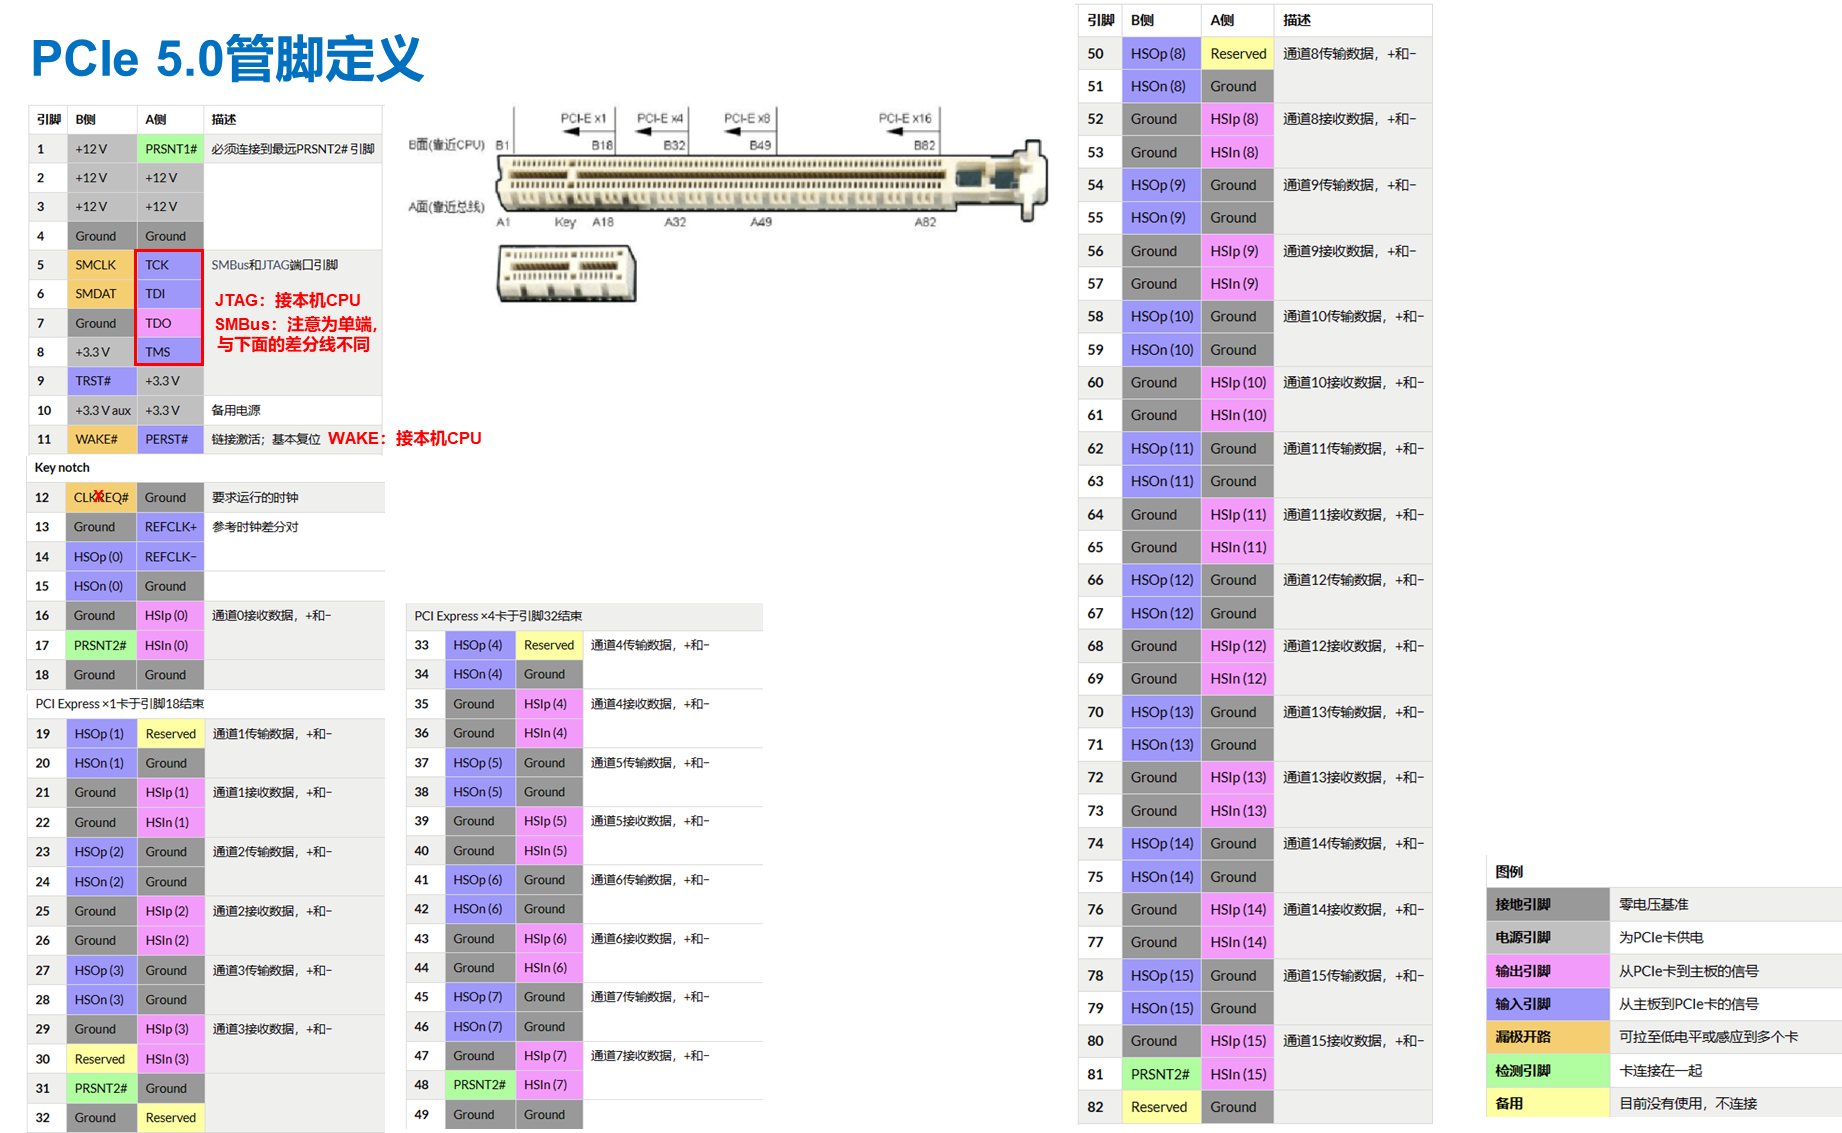 PCIe 5.0管脚定义
引脚 B侧 A侧 描述
1 +12 V PRSNT1# 必须连接到最远PRSNT2# 引脚
2 +12 V +12 V
3 +12 V +12 V
4 Ground Ground
5 SMCLK TCK SMBus和JTAG端口引脚
6 SMDAT TDI
JTAG：接本机CPU
7 Ground TDO
SMBus：注意为单端，
与下面的差分线不同
8 +3.3 V TMS
9 TRST# +3.3 V
10 +3.3 V aux +3.3 V 备用电源
11 WAKE# PERST# 链接激活；基本复位 WAKE：接本机CPU
Key notch
12 CLKREQ# Ground 要求运行的时钟
X
13 Ground REFCLK+ 参考时钟差分对
14 HSOp (0) REFCLK−
15 HSOn (0) Ground
16 Ground HSIp (0) 通道0接收数据，+和−
17 PRSNT2# HSIn (0)
18 Ground Ground
PCI Express ×1卡于引脚18结束
19 HSOp (1) Reserved 通道1传输数据，+和−
20 HSOn (1) Ground
21 Ground HSIp (1) 通道1接收数据，+和−
22 Ground HSIn (1)
23 HSOp (2) Ground 通道2传输数据，+和−
24 HSOn (2) Ground
25 Ground HSIp (2) 通道2接收数据，+和−
26 Ground HSIn (2)
27 HSOp (3) Ground 通道3传输数据，+和−
28 HSOn (3) Ground
29 Ground HSIp (3) 通道3接收数据，+和−
30 Reserved HSIn (3)
31 PRSNT2# Ground
32 Ground Reserved
PCI-E x1 PCI-E x4 PCI-E x8 PCI-E x16
B面(靠近CPU) B1 B18 B32 B49 B82
A面(靠近总线)
A1 Key A18 A32 A49 A82
PCI Express ×4卡于引脚32结束
33 HSOp (4) Reserved 通道4传输数据，+和−
34 HSOn (4) Ground
35 Ground HSIp (4) 通道4接收数据，+和−
36 Ground HSIn (4)
37 HSOp (5) Ground 通道5传输数据，+和−
38 HSOn (5) Ground
39 Ground HSIp (5) 通道5接收数据，+和−
40 Ground HSIn (5)
41 HSOp (6) Ground 通道6传输数据，+和−
42 HSOn (6) Ground
43 Ground HSIp (6) 通道6接收数据，+和−
44 Ground HSIn (6)
45 HSOp (7) Ground 通道7传输数据，+和−
46 HSOn (7) Ground
47 Ground HSIp (7) 通道7接收数据，+和−
48 PRSNT2# HSIn (7)
49 Ground Ground
引脚 B侧 A侧 描述
50 HSOp (8) Reserved 通道8传输数据，+和−
51 HSOn (8) Ground
52 Ground HSIp (8) 通道8接收数据，+和−
53 Ground HSIn (8)
54 HSOp (9) Ground 通道9传输数据，+和−
55 HSOn (9) Ground
56 Ground HSIp (9) 通道9接收数据，+和−
57 Ground HSIn (9)
58 HSOp (10) Ground 通道10传输数据，+和−
59 HSOn (10) Ground
60 Ground HSIp (10) 通道10接收数据，+和−
61 Ground HSIn (10)
62 HSOp (11) Ground 通道11传输数据，+和−
63 HSOn (11) Ground
64 Ground HSIp (11) 通道11接收数据，+和−
65 Ground HSIn (11)
66 HSOp (12) Ground 通道12传输数据，+和−
67 HSOn (12) Ground
68 Ground HSIp (12) 通道12接收数据，+和−
69 Ground HSIn (12)
70 HSOp (13) Ground 通道13传输数据，+和−
71 HSOn (13) Ground
72 Ground HSIp (13) 通道13接收数据，+和−
73 Ground HSIn (13)
74 HSOp (14) Ground 通道14传输数据，+和−
75 HSOn (14) Ground
76 Ground HSIp (14) 通道14接收数据，+和−
77 Ground HSIn (14)
78 HSOp (15) Ground 通道15传输数据，+和−
79 HSOn (15) Ground
80 Ground HSIp (15) 通道15接收数据，+和−
81 PRSNT2# HSIn (15)
82 Reserved Ground
图例
接地引脚 零电压基准
电源引脚 为PCIe卡供电
输出引脚 从PCIe卡到主板的信号
输入引脚 从主板到PCIe卡的信号
漏极开路 可拉至低电平或感应到多个卡
检测引脚 卡连接在一起
备用 目前没有使用，不连接